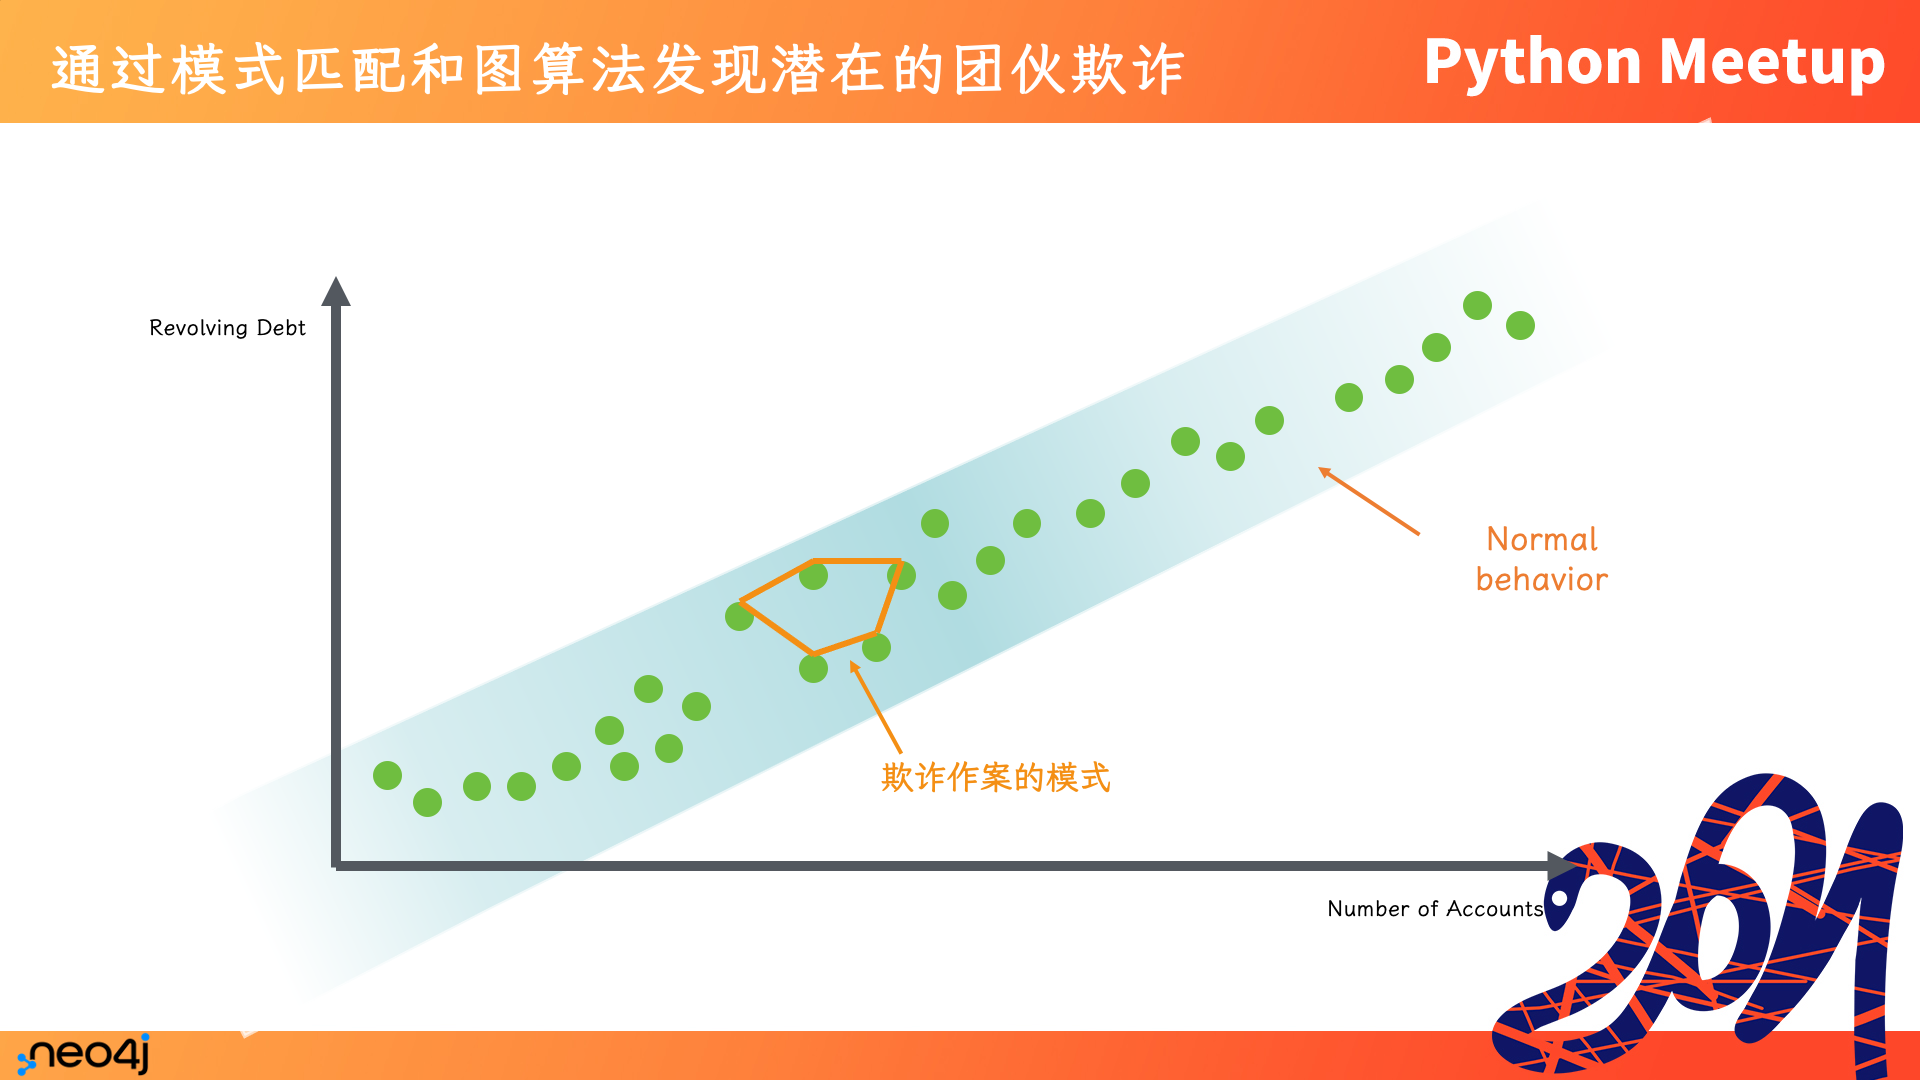 通过模式匹配和图算法发现潜在的团伙欺诈
Python Meetup
Revolving Debt
Normal
behavior
欺诈作案的模式
Number of Accounts
neo4j